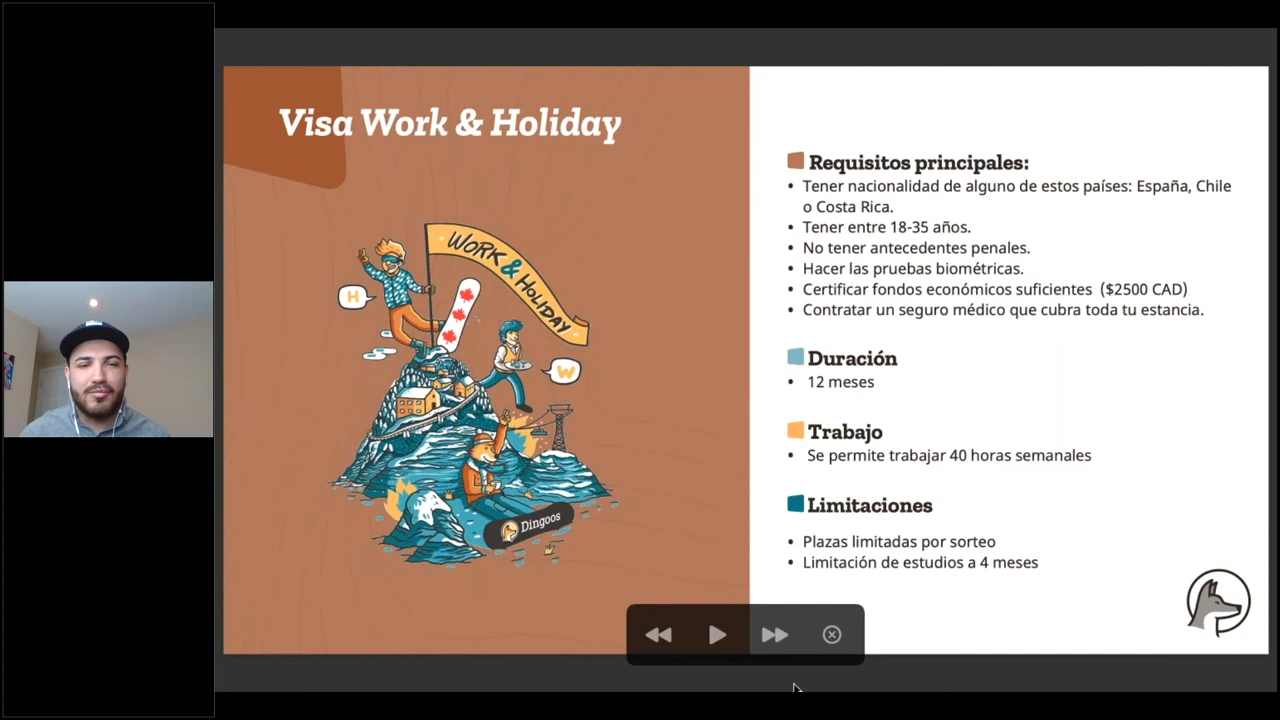 Visa Work & Holiday
WORK & HOLIDAY
H
W
Dingoos
Requisitos principales:
• Tener nacionalidad de alguno de estos países: España, Chile
o Costa Rica.
• Tener entre 18-35 años.
• No tener antecedentes penales.
• Hacer las pruebas biométricas.
• Certificar fondos económicos suficientes ($2500 CAD)
• Contratar un seguro médico que cubra toda tu estancia.
Duración
• 12 meses
Trabajo
• Se permite trabajar 40 horas semanales
Limitaciones
• Plazas limitadas por sorteo
• Limitación de estudios a 4 meses